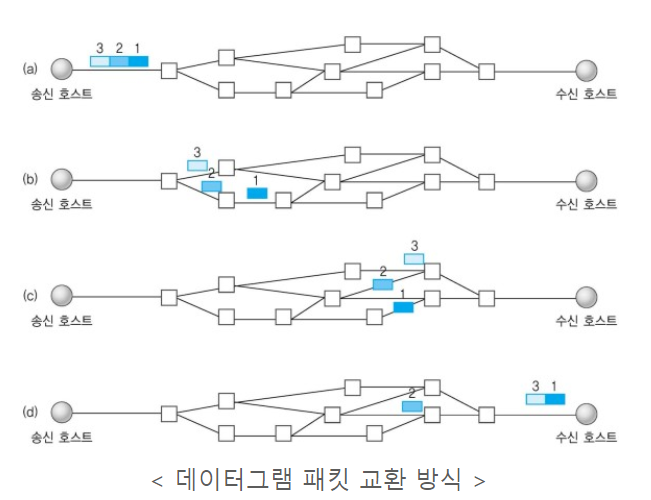 3 2 1
(a)
송신 호스트
수신 호스트
3
2
1
(b)
송신 호스트
수신 호스트
3
2
1
(c)
송신 호스트
수신 호스트
2
3 1
(d)
송신 호스트
수신 호스트
< 데이터그램 패킷 교환 방식 >